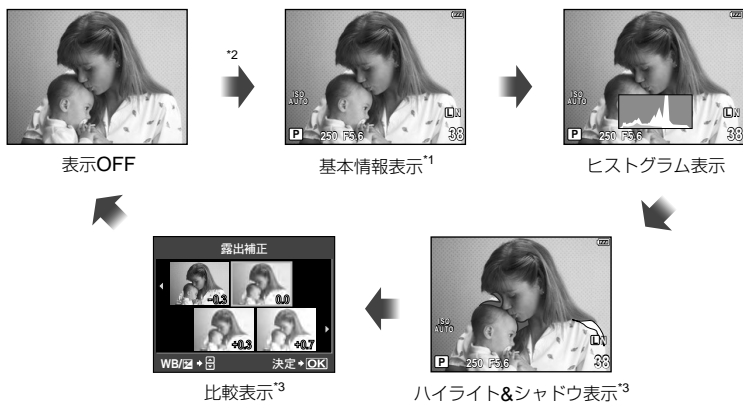 *2
ISO
AUTO
P 250 F5.6
L N
38
ISO
AUTO
P 250 F5.6
L N
38
表示OFF
基本情報表示*1
ヒストグラム表示
露出補正
-0.3 0.0
+0.3 +0.7
WB/ 決定 OK
ISO
AUTO
P 250 F5.6
L N
38
比較表示*3
ハイライト&シャドウ表示*3